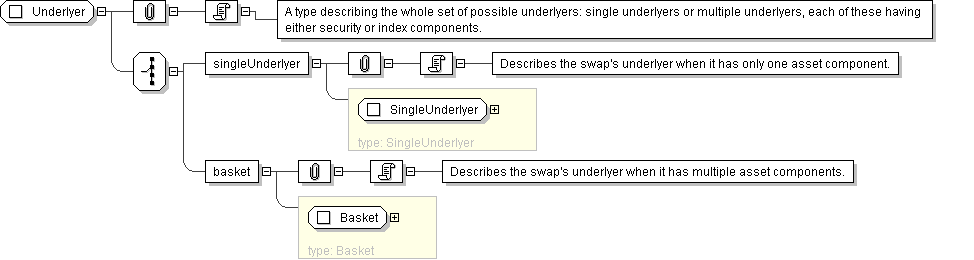 Underlyer
A type describing the whole set of possible underlyers: single underlyers or multiple underlyers, each of these having
either security or index components.
singleUnderlyer
Describes the swap's underlyer when it has only one asset component.
SingleUnderlyer
type: SingleUnderlyer
basket
Describes the swap's underlyer when it has multiple asset components.
Basket
type: Basket